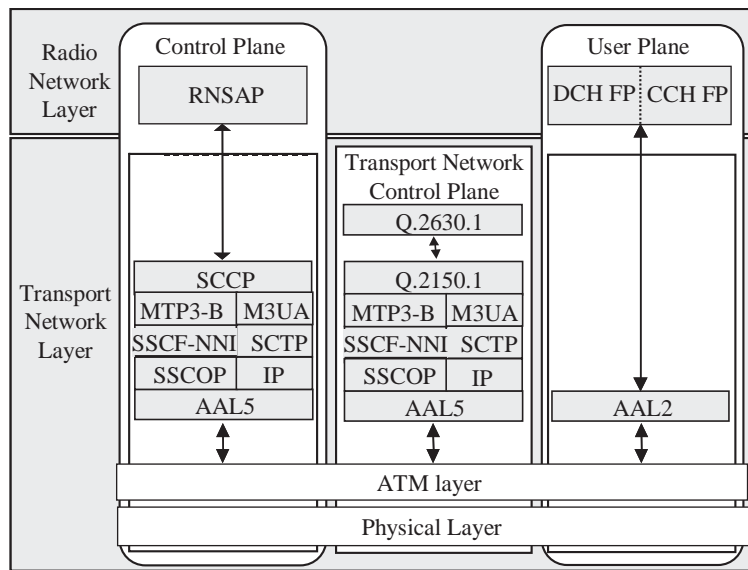 Radio
Network
Layer
Control Plane
RNSAP
User Plane
DCH FP CCH FP
Transport Network
Control Plane
Q.2630.1
Transport
Network
Layer
SCCP
MTP3-B M3UA
SSCF-NNI SCTP
SSCOP IP
AAL5
Q.2150.1
MTP3-B M3UA
SSCF-NNI SCTP
SSCOP IP
AAL5
AAL2
ATM layer
Physical Layer